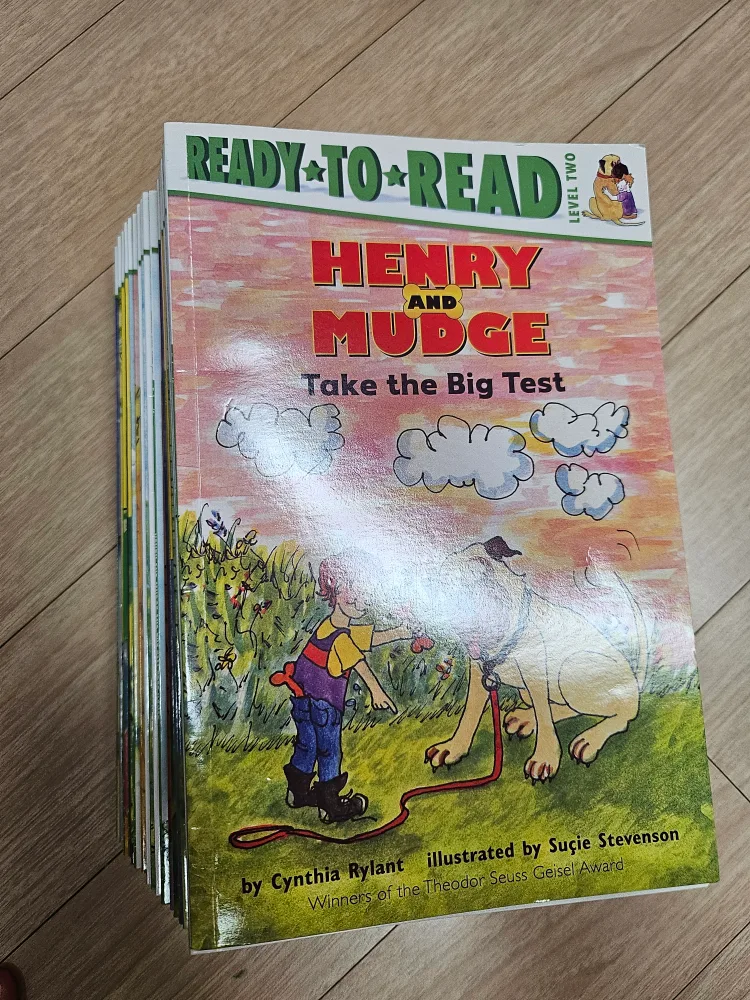 READY★TO★READ
LEVEL TWO
HENRY
AND
MUDGE
Take the Big Test
by Cynthia Rylant illustrated by Suçie Stevenson
Winners of the Theodor Seuss Geisel Award